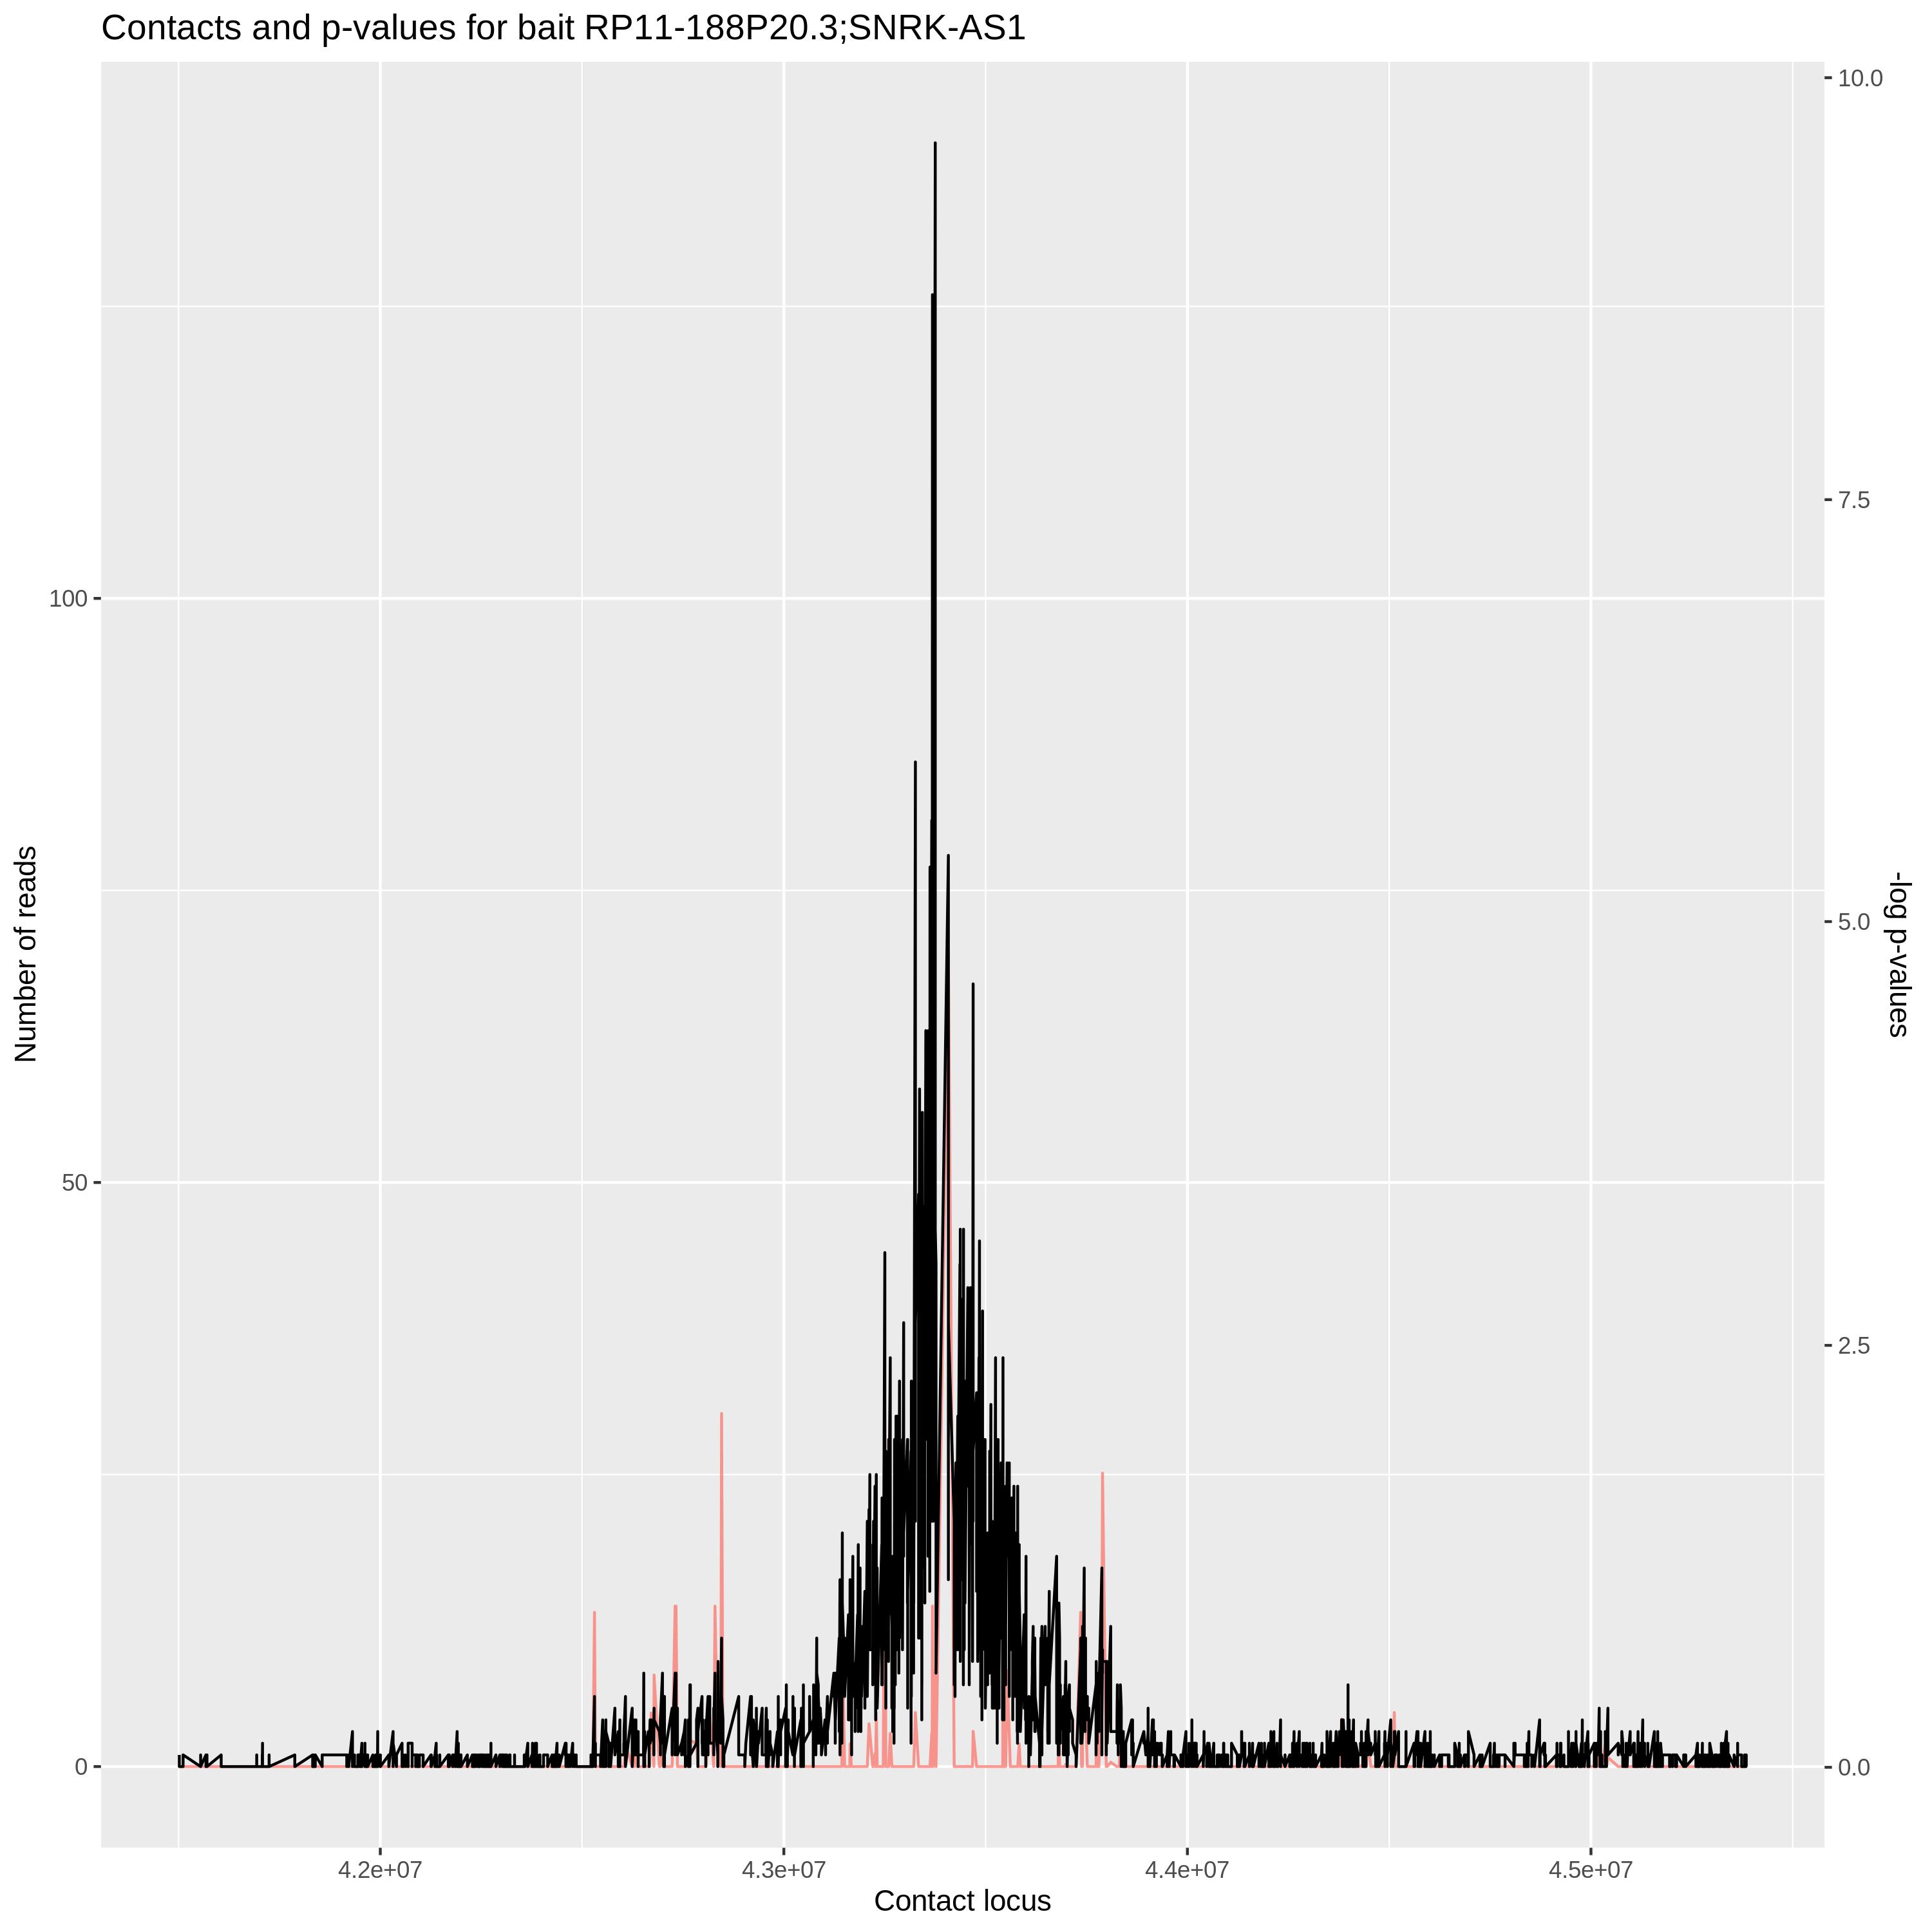 Contacts and p-values for bait RP11-188P20.3;SNRK-AS1
10.0
7.5
100
5.0
Number of reads
-log p-values
50
2.5
0
0.0
4.2e+07 4.3e+07 4.4e+07 4.5e+07
Contact locus